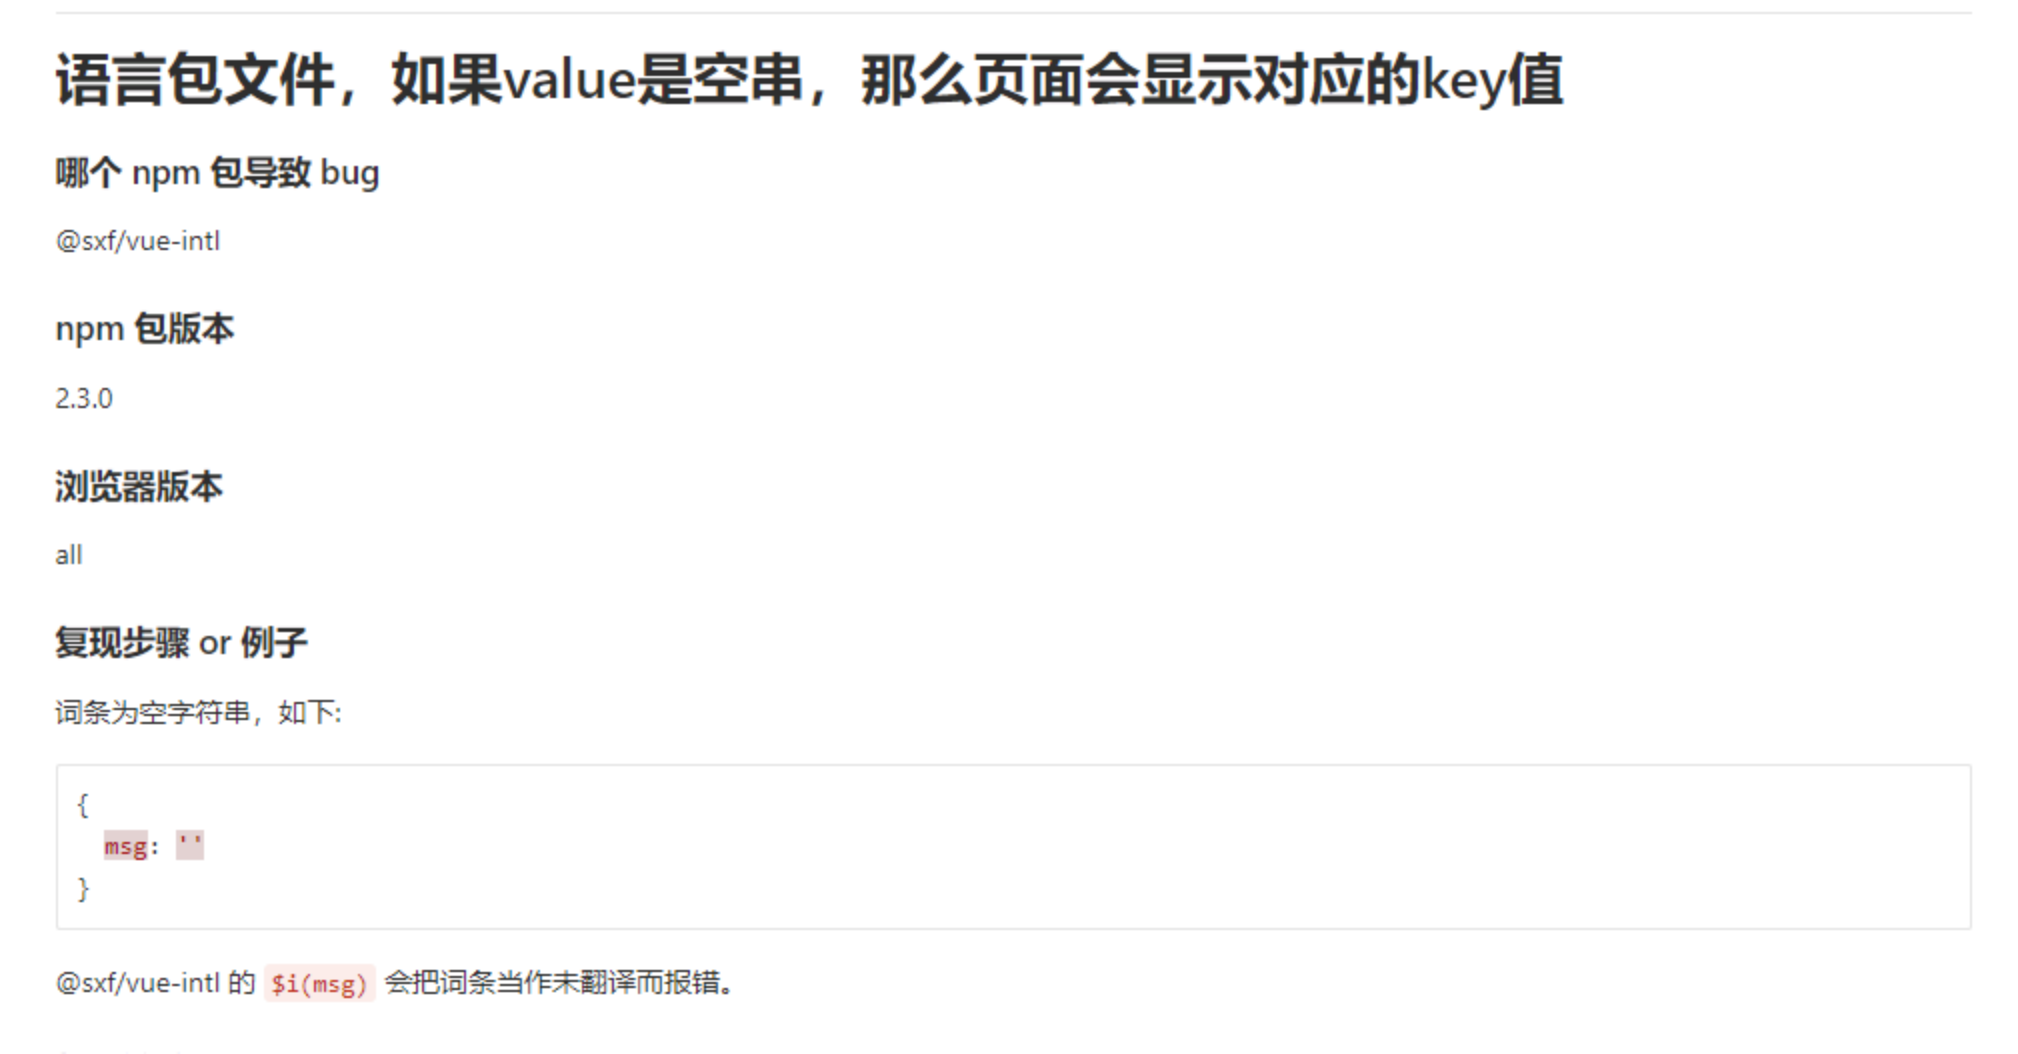 语言包文件，如果value是空串，那么页面会显示对应的key值
哪个 npm 包导致 bug
@sxf/vue-intl
npm 包版本
2.3.0
浏览器版本
all
复现步骤 or 例子
词条为空字符串，如下:
{
msg: ''
}
@sxf/vue-intl 的 $i(msg) 会把词条当作未翻译而报错。